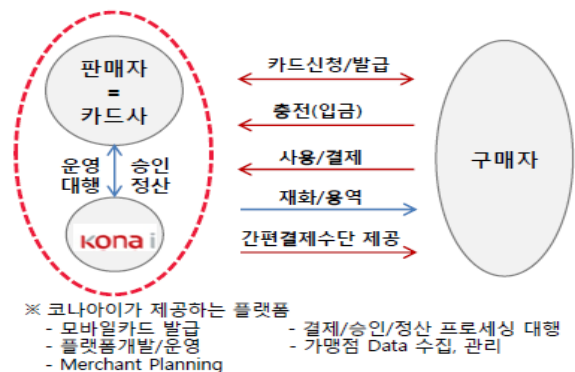 판매자
=
카드사
운영
대행
승인
정산
kona i
카드신청/발급
충전(입금)
사용/결제
재화/용역
간편결제수단 제공
구매자
※ 코나아이가 제공하는 플랫폼
- 모바일카드 발급
- 플랫폼개발/운영
- Merchant Planning
- 결제/승인/정산 프로세싱 대행
- 가맹점 Data 수집, 관리